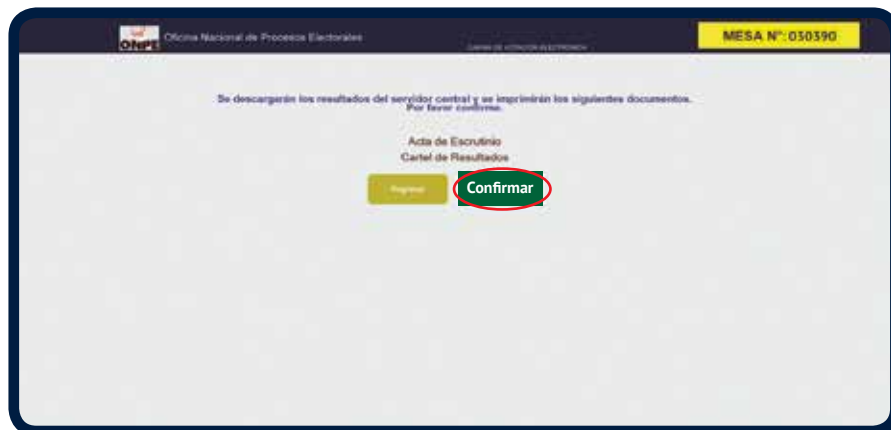 ONPE
Oficina Nacional de Procesos Electorales
MESA N°: 030390
Se descargarán los resultados del servidor central y se imprimirán los siguientes documentos.
Por favor confirme.
Acta de Escrutinio
Cartel de Resultados
Regresar
Confirmar